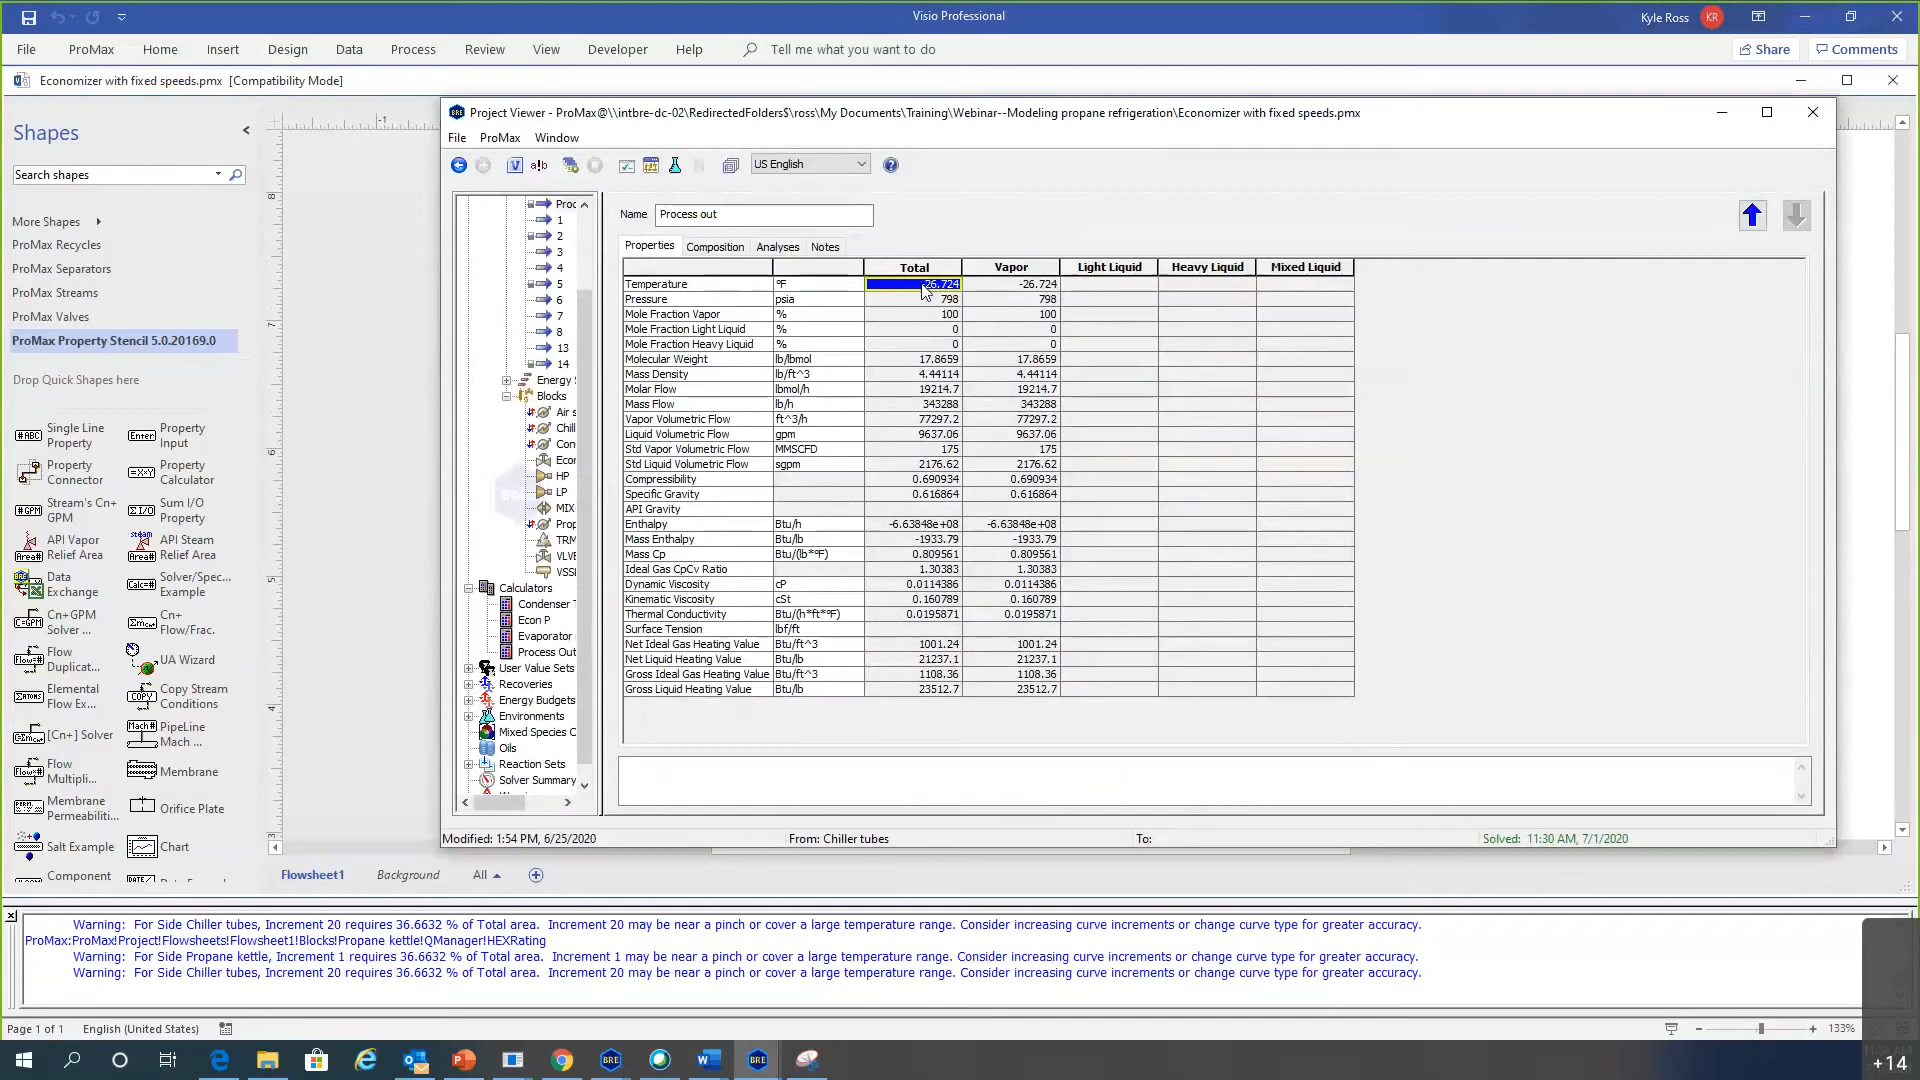 Visio Professional
Kyle Ross KR
File ProMax Home Insert Design Data Process Review View Developer Help Tell me what you want to do Share Comments
Economizer with fixed speeds.pmx [Compatibility Mode]
Shapes
Search shapes
More Shapes
ProMax Recycles
ProMax Separators
ProMax Streams
ProMax Valves
ProMax Property Stencil 5.0.20169.0
Drop Quick Shapes here
Single Line Property
Property Input
Property Connector
Property Calculator
Stream's Cn+ GPM
Sum I/O Property
API Vapor Relief Area
API Steam Relief Area
Data Exchange
Solver/Spec... Example
Cn+GPM Solver ...
Cn+ Flow/Frac.
Flow Duplicat...
UA Wizard
Elemental Flow Ex...
Copy Stream Conditions
[Cn+] Solver
PipeLine Mach ...
Flow Multipli...
Membrane
Membrane Permeabiliti...
Orifice Plate
Salt Example
Chart
Component
Project Viewer - ProMax@\\intbre-dc-02\RedirectedFolders$\ross\My Documents\Training\Webinar--Modeling propane refrigeration\Economizer with fixed speeds.pmx
File ProMax Window
US English
Proc
1
2
3
4
5
6
7
8
13
14
Energy S
Blocks
Air s
Chill
Con
Econ
HP
LP
MIX
Prop
TRM
VLVE
VSSI
Calculators
Condenser T
Econ P
Evaporator
Process Out
User Value Sets
Recoveries
Energy Budgets
Environments
Mixed Species C
Oils
Reaction Sets
Solver Summary
Name Process out
Properties Composition Analyses Notes
Total Vapor Light Liquid Heavy Liquid Mixed Liquid
Temperature °F -26.724 -26.724
Pressure psia 798 798
Mole Fraction Vapor % 100 100
Mole Fraction Light Liquid % 0 0
Mole Fraction Heavy Liquid % 0 0
Molecular Weight lb/lbmol 17.8659 17.8659
Mass Density lb/ft^3 4.44114 4.44114
Molar Flow lbmol/h 19214.7 19214.7
Mass Flow lb/h 343288 343288
Vapor Volumetric Flow ft^3/h 77297.2 77297.2
Liquid Volumetric Flow gpm 9637.06 9637.06
Std Vapor Volumetric Flow MMSCFD 175 175
Std Liquid Volumetric Flow sgpm 2176.62 2176.62
Compressibility 0.690934 0.690934
Specific Gravity 0.616864 0.616864
API Gravity
Enthalpy Btu/h -6.63848e+08 -6.63848e+08
Mass Enthalpy Btu/lb -1933.79 -1933.79
Mass Cp Btu/(lb*°F) 0.809561 0.809561
Ideal Gas CpCv Ratio 1.30383 1.30383
Dynamic Viscosity cP 0.0114386 0.0114386
Kinematic Viscosity cSt 0.160789 0.160789
Thermal Conductivity Btu/(h*ft*°F) 0.0195871 0.0195871
Surface Tension lbf/ft
Net Ideal Gas Heating Value Btu/ft^3 1001.24 1001.24
Net Liquid Heating Value Btu/lb 21237.1 21237.1
Gross Ideal Gas Heating Value Btu/ft^3 1108.36 1108.36
Gross Liquid Heating Value Btu/lb 23512.7 23512.7
Modified: 1:54 PM, 6/25/2020 From: Chiller tubes To: Solved: 11:30 AM, 7/1/2020
Flowsheet1 Background All
Warning: For Side Chiller tubes, Increment 20 requires 36.6632 % of Total area. Increment 20 may be near a pinch or cover a large temperature range. Consider increasing curve increments or change curve type for greater accuracy.
ProMax:ProMax!Project!Flowsheets!Flowsheet1!Blocks!Propane kettle!QManager!HEXRating
Warning: For Side Propane kettle, Increment 1 requires 36.6632 % of Total area. Increment 1 may be near a pinch or cover a large temperature range. Consider increasing curve increments or change curve type for greater accuracy.
Warning: For Side Chiller tubes, Increment 20 requires 36.6632 % of Total area. Increment 20 may be near a pinch or cover a large temperature range. Consider increasing curve increments or change curve type for greater accuracy.
Page 1 of 1 English (United States) 133%
+14